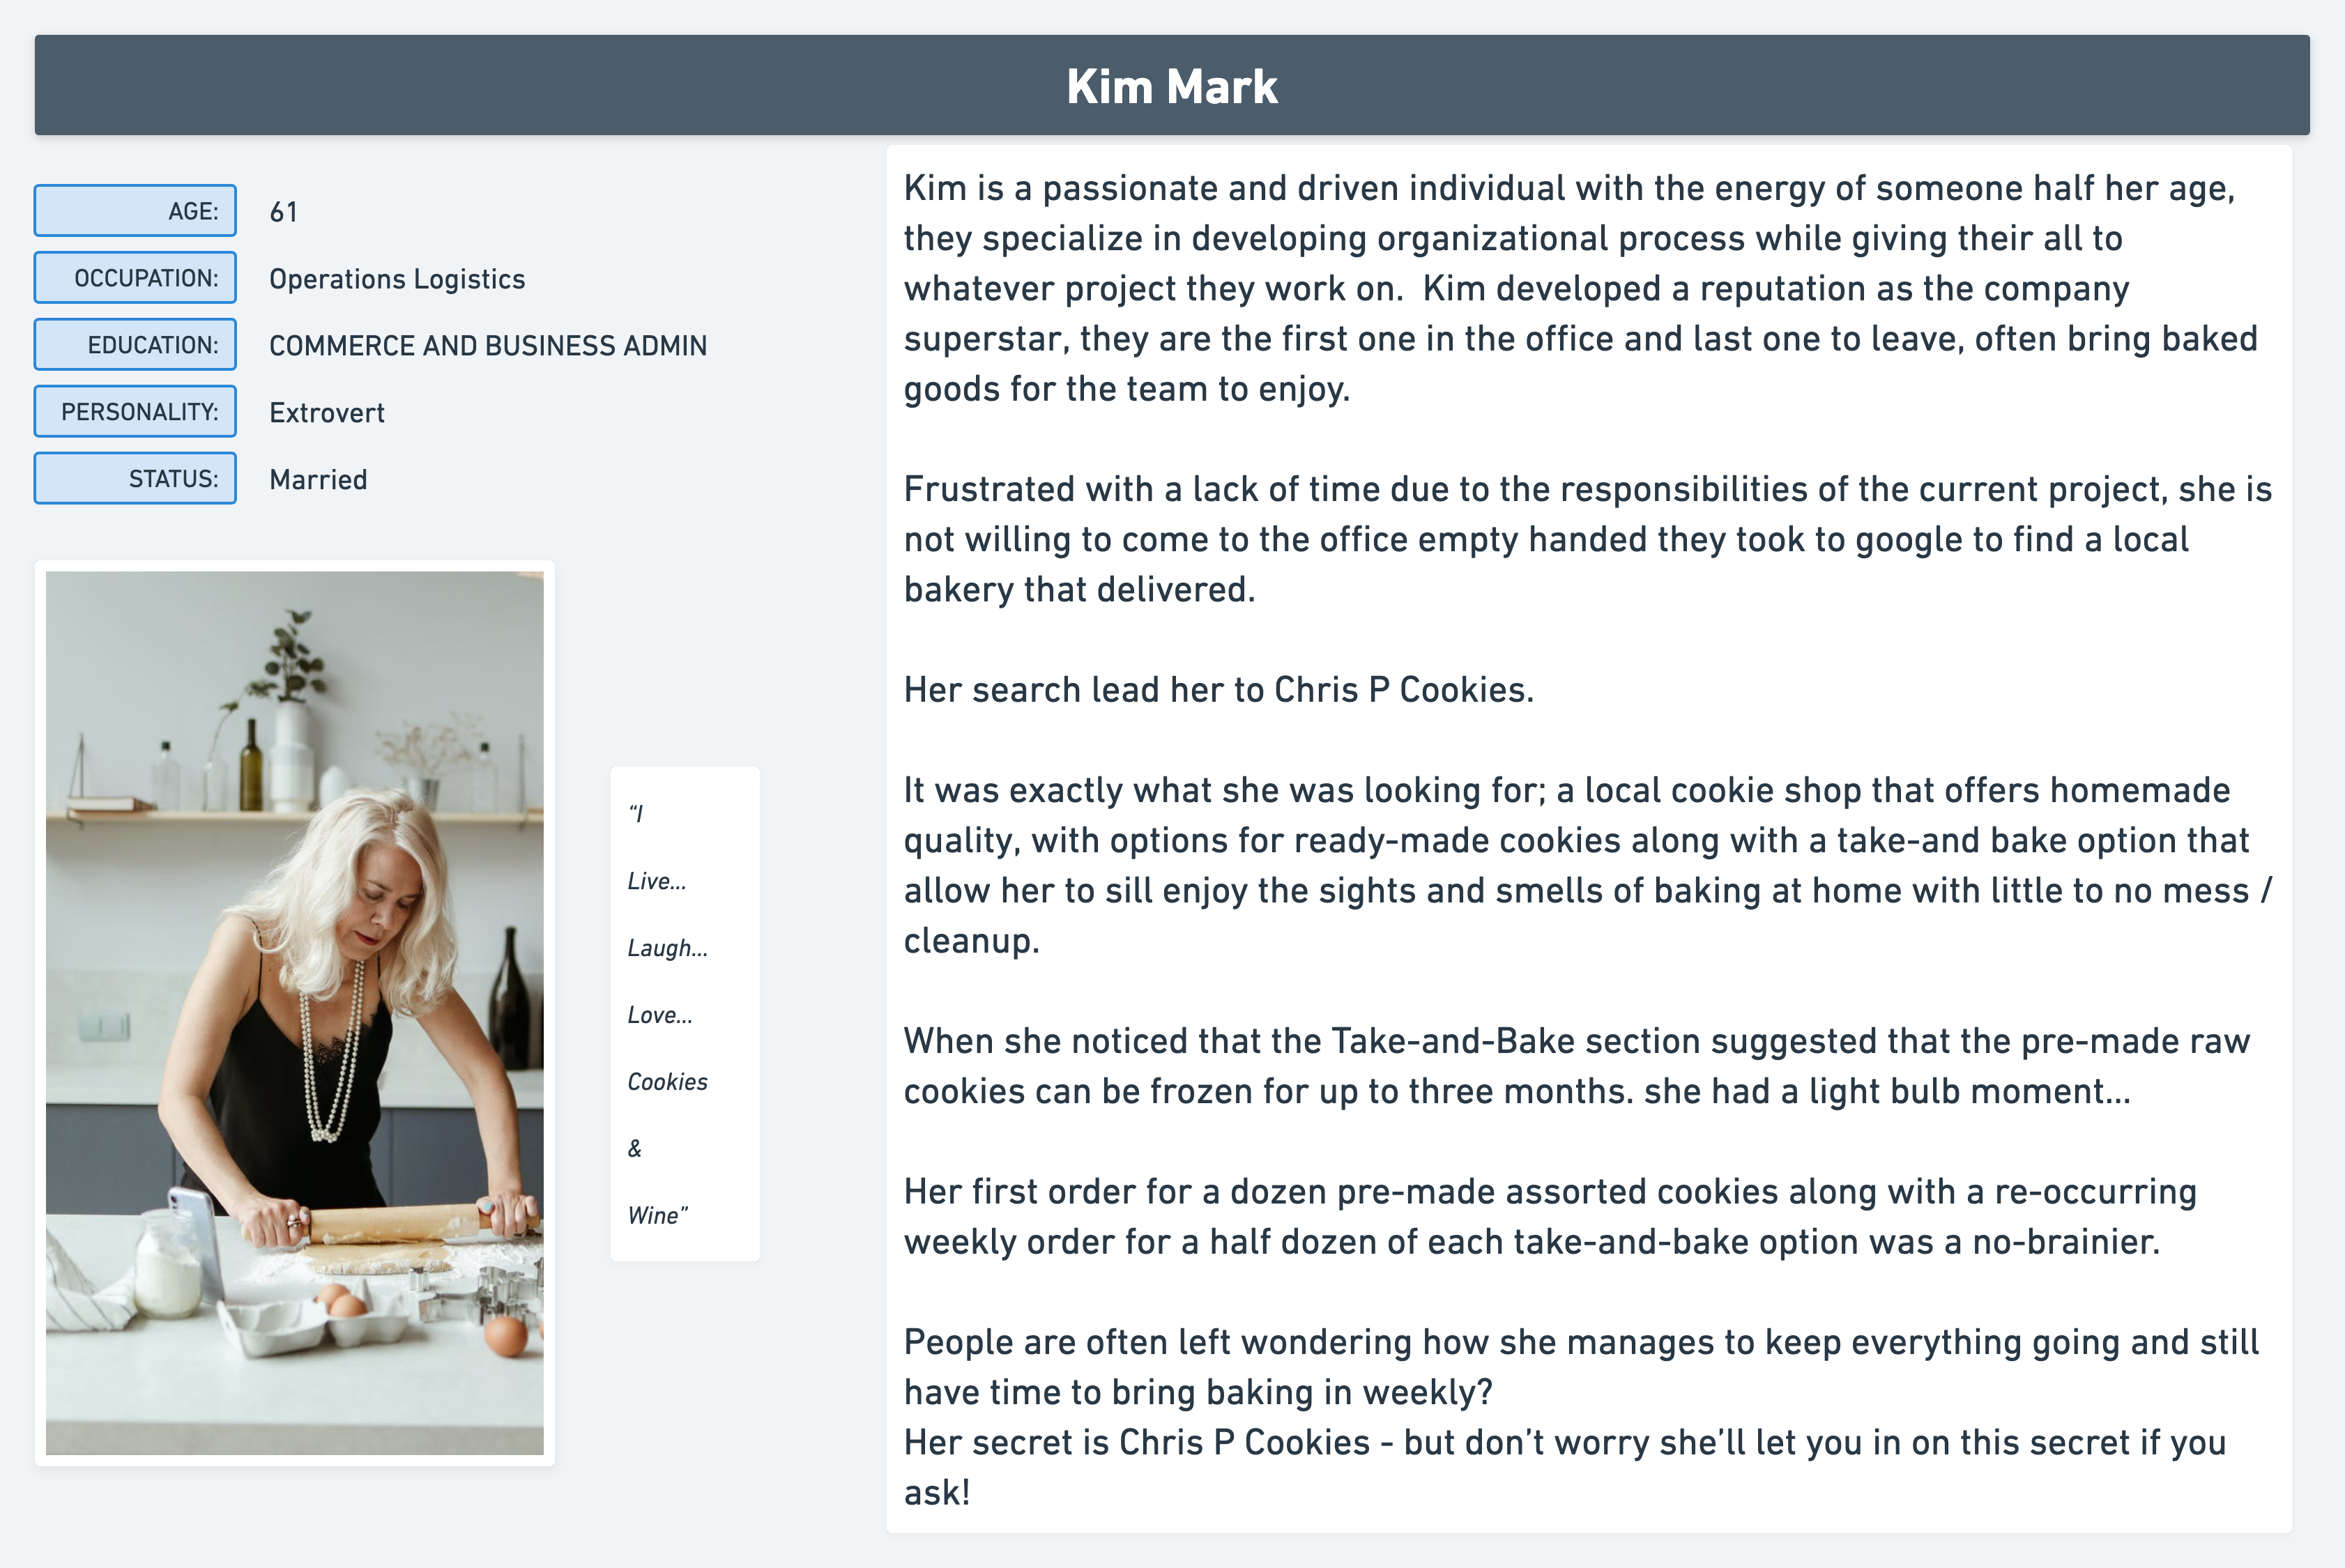 Kim Mark
AGE: 61
OCCUPATION: Operations Logistics
EDUCATION: COMMERCE AND BUSINESS ADMIN
PERSONALITY: Extrovert
STATUS: Married
“I
Live...
Laugh...
Love...
Cookies
&
Wine”
Kim is a passionate and driven individual with the energy of someone half her age,
they specialize in developing organizational process while giving their all to
whatever project they work on.  Kim developed a reputation as the company
superstar, they are the first one in the office and last one to leave, often bring baked
goods for the team to enjoy.
Frustrated with a lack of time due to the responsibilities of the current project, she is
not willing to come to the office empty handed they took to google to find a local
bakery that delivered.
Her search lead her to Chris P Cookies.
It was exactly what she was looking for; a local cookie shop that offers homemade
quality, with options for ready-made cookies along with a take-and bake option that
allow her to sill enjoy the sights and smells of baking at home with little to no mess /
cleanup.
When she noticed that the Take-and-Bake section suggested that the pre-made raw
cookies can be frozen for up to three months. she had a light bulb moment...
Her first order for a dozen pre-made assorted cookies along with a re-occurring
weekly order for a half dozen of each take-and-bake option was a no-brainier.
People are often left wondering how she manages to keep everything going and still
have time to bring baking in weekly?
Her secret is Chris P Cookies - but don’t worry she’ll let you in on this secret if you
ask!